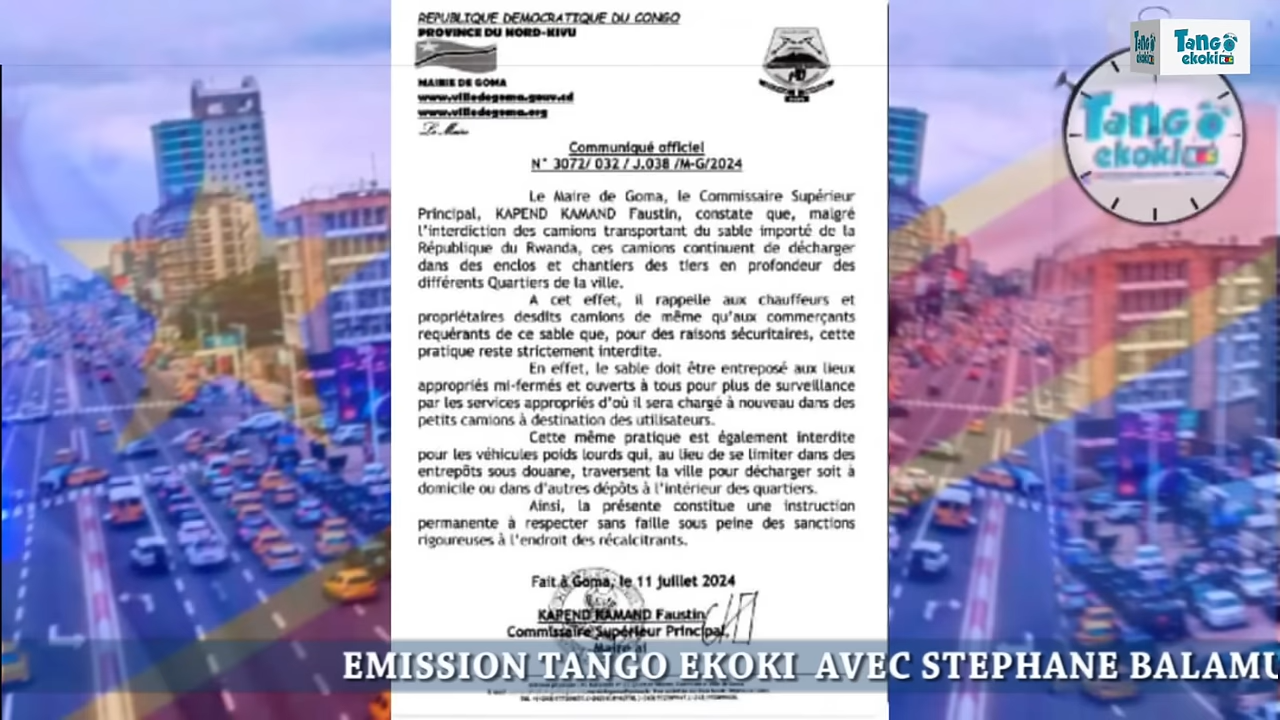 REPUBLIQUE DEMOCRATIQUE DU CONGO
PROVINCE DU NORD-KIVU
MAIRIE DE GOMA
www.villedegoma.gouv.cd
www.villedegoma.org
Le Maire
Communiqué officiel
N° 3072/ 032 / J.038 /M-G/2024
Le Maire de Goma, le Commissaire Supérieur
Principal, KAPEND KAMAND Faustin, constate que, malgré
l'interdiction des camions transportant du sable importé de la
République du Rwanda, ces camions continuent de décharger
dans des enclos et chantiers des tiers en profondeur des
différents Quartiers de la ville.
A cet effet, il rappelle aux chauffeurs et
propriétaires desdits camions de même qu'aux commerçants
requérants de ce sable que, pour des raisons sécuritaires, cette
pratique reste strictement interdite.
En effet, le sable doit être entreposé aux lieux
appropriés mi-fermés et ouverts à tous pour plus de surveillance
par les services appropriés d'où il sera chargé à nouveau dans des
petits camions à destination des utilisateurs.
Cette même pratique est également interdite
pour les véhicules poids lourds qui, au lieu de se limiter dans des
entrepôts sous douane, traversent la ville pour décharger soit à
domicile ou dans d'autres dépôts à l'intérieur des quartiers.
Ainsi, la présente constitue une instruction
permanente à respecter sans faille sous peine des sanctions
rigoureuses à l'endroit des récalcitrants.
Fait à Goma, le 11 juillet 2024
KAPEND KAMAND Faustin
Commissaire Supérieur Principal
Maire ai
EMISSION TANGO EKOKI AVEC STEPHANE BALAMU
Tango
ekoki
Tango
ekoki